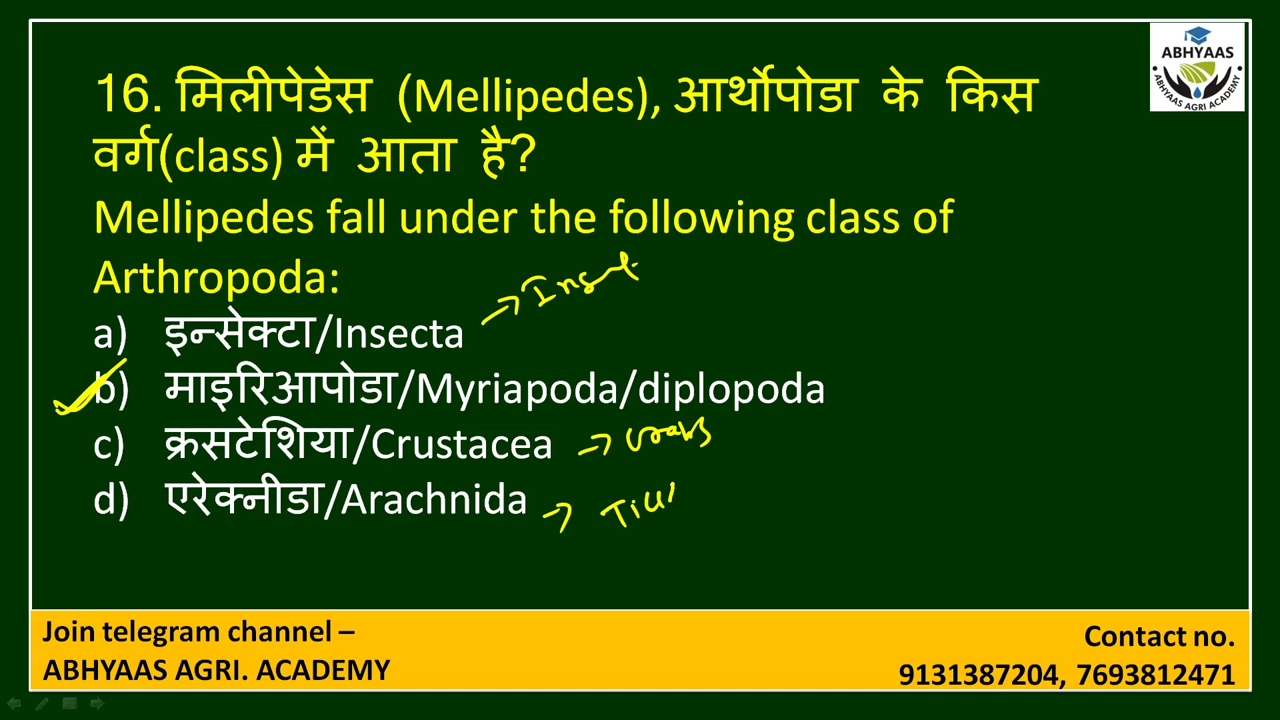 ABHYAAS
ABHYAAS AGRI ACADEMY
16. मिलीपेडेस (Mellipedes), आर्थोपोडा के किस
वर्ग(class) में आता है?
Mellipedes fall under the following class of
Arthropoda:
a) इन्सेक्टा/Insecta
b) माइरिआपोडा/Myriapoda/diplopoda
c) क्रसटेशिया/Crustacea → crabs
d) एरेक्नीडा/Arachnida →
Join telegram channel –
ABHYAAS AGRI. ACADEMY
Contact no.
9131387204, 7693812471